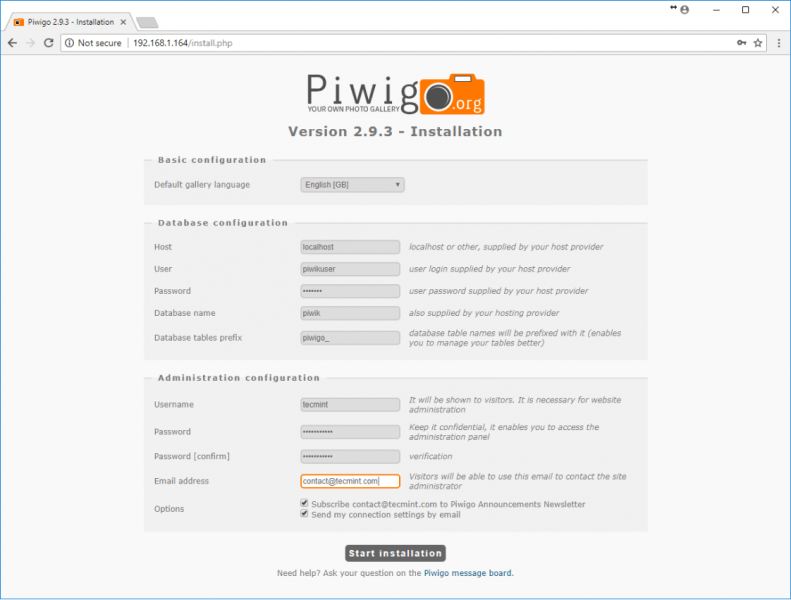 Piwigo 2.9.3 - Installation
Not secure 192.168.1.164/install.php
Piwigo.org
YOUR OWN PHOTO GALLERY
Version 2.9.3 - Installation
Basic configuration
Default gallery language English [GB]
Database configuration
Host localhost localhost or other, supplied by your host provider
User piwikuser user login supplied by your host provider
Password ••••••• user password supplied by your host provider
Database name piwik also supplied by your hosting provider
Database tables prefix piwigo_ database table names will be prefixed with it (enables
you to manage your tables better)
Administration configuration
Username tecmint It will be shown to visitors. It is necessary for website
administration
Password ••••••••••• Keep it confidential, it enables you to access the
administration panel
Password [confirm] ••••••••••• verification
Email address contact@tecmint.com Visitors will be able to use this email to contact the site
administrator
Options Subscribe contact@tecmint.com to Piwigo Announcements Newsletter
Send my connection settings by email
Start installation
Need help? Ask your question on the Piwigo message board.